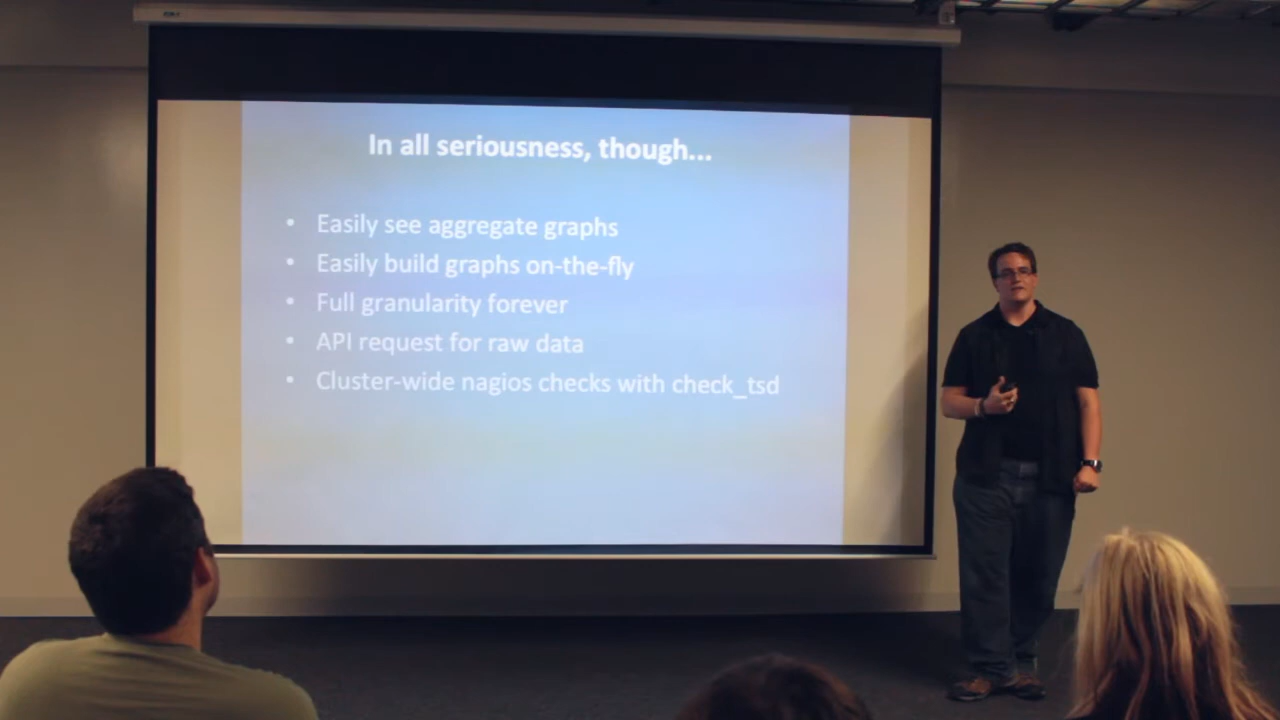 In all seriousness, though...
• Easily see aggregate graphs
• Easily build graphs on-the-fly
• Full granularity forever
• API request for raw data
• Cluster-wide nagios checks with check_tsd